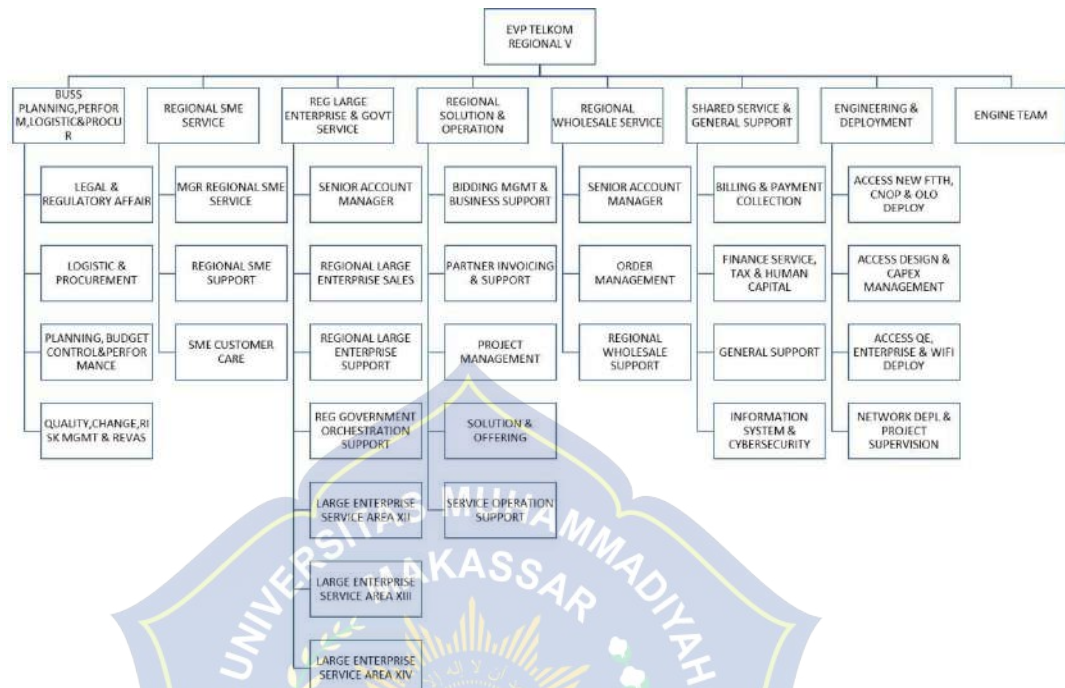 EVP TELKOM
REGIONAL V
BUSS
PLANNING,PERFOR
M,LOGISTIC&PROCU
R
REGIONAL SME
SERVICE
REG LARGE
ENTERPRISE & GOVT
SERVICE
REGIONAL
SOLUTION &
OPERATION
REGIONAL
WHOLESALE SERVICE
SHARED SERVICE &
GENERAL SUPPORT
ENGINEERING &
DEPLOYMENT
ENGINE TEAM
LEGAL &
REGULATORY AFFAIR
LOGISTIC &
PROCUREMENT
PLANNING, BUDGET
CONTROL&PERFOR
MANCE
QUALITY,CHANGE,RI
SK MGMT & REVAS
MGR REGIONAL SME
SERVICE
REGIONAL SME
SUPPORT
SME CUSTOMER
CARE
SENIOR ACCOUNT
MANAGER
REGIONAL LARGE
ENTERPRISE SALES
REGIONAL LARGE
ENTERPRISE
SUPPORT
REG GOVERNMENT
ORCHESTRATION
SUPPORT
LARGE ENTERPRISE
SERVICE AREA XII
LARGE ENTERPRISE
SERVICE AREA XIII
LARGE ENTERPRISE
SERVICE AREA XIV
BIDDING MGMT &
BUSINESS SUPPORT
PARTNER INVOICING
& SUPPORT
PROJECT
MANAGEMENT
SOLUTION &
OFFERING
SERVICE OPERATION
SUPPORT
SENIOR ACCOUNT
MANAGER
ORDER
MANAGEMENT
REGIONAL
WHOLESALE
SUPPORT
BILLING & PAYMENT
COLLECTION
FINANCE SERVICE,
TAX & HUMAN
CAPITAL
GENERAL SUPPORT
INFORMATION
SYSTEM &
CYBERSECURITY
ACCESS NEW FTTH,
CNOP & OLO
DEPLOY
ACCESS DESIGN &
CAPEX
MANAGEMENT
ACCESS QE,
ENTERPRISE & WIFI
DEPLOY
NETWORK DEPL &
PROJECT
SUPERVISION
UNIVERSITAS MUHAMMADIYAH
MAKASSAR